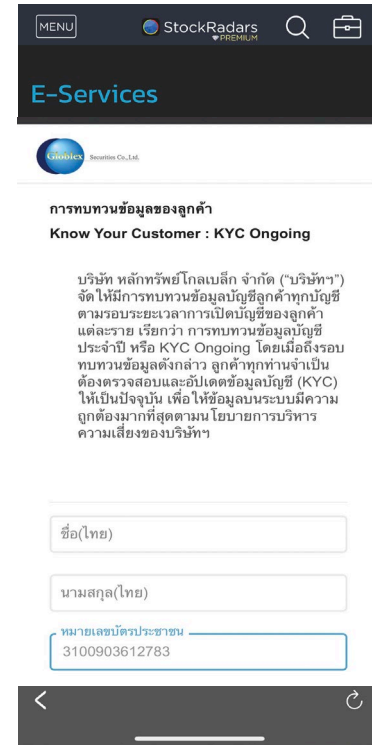 MENU
StockRadars
PREMIUM
E-Services
Globlex Securities Co., Ltd.
การทบทวนข้อมูลของลูกค้า
Know Your Customer : KYC Ongoing
บริษัท หลักทรัพย์โกลเบล็ก จำกัด (“บริษัทฯ”)
จัดให้มีการทบทวนข้อมูลบัญชีลูกค้าทุกบัญชี
ตามรอบระยะเวลาการเปิดบัญชีของลูกค้า
แต่ละราย เรียกว่า การทบทวนข้อมูลบัญชี
ประจำปี หรือ KYC Ongoing โดยเมื่อถึงรอบ
ทบทวนข้อมูลดังกล่าว ลูกค้าทุกท่านจำเป็น
ต้องตรวจสอบและอัปเดตข้อมูลบัญชี (KYC)
ให้เป็นปัจจุบัน เพื่อให้ข้อมูลบนระบบมีความ
ถูกต้องมากที่สุดตามนโยบายการบริหาร
ความเสี่ยงของบริษัทฯ
ชื่อ(ไทย)
นามสกุล(ไทย)
หมายเลขบัตรประชาชน
3100903612783